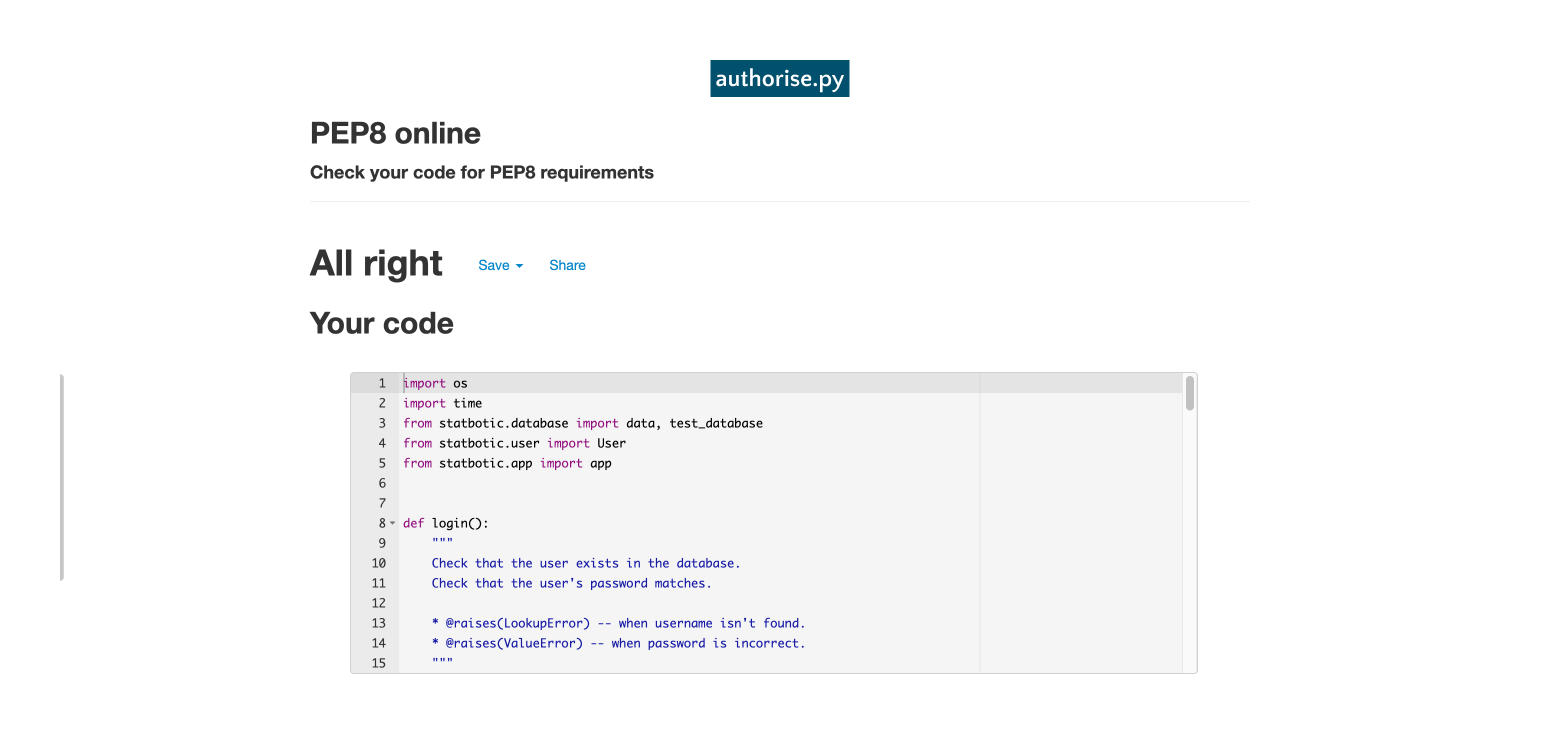 authorise.py
PEP8 online
Check your code for PEP8 requirements
All right Save Share
Your code
1 import os
2 import time
3 from statbotic.database import data, test_database
4 from statbotic.user import User
5 from statbotic.app import app
6
7
8 def login():
9     """
10     Check that the user exists in the database.
11     Check that the user's password matches.
12
13     * @raises(LookupError) -- when username isn't found.
14     * @raises(ValueError) -- when password is incorrect.
15     """